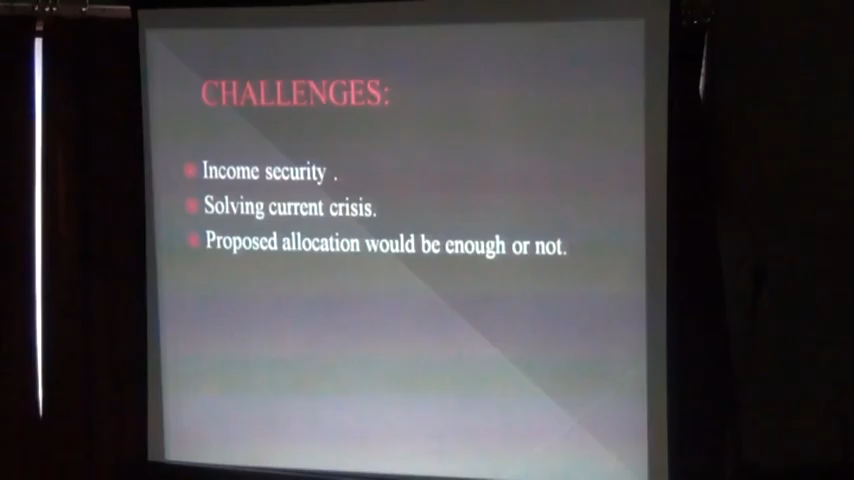 CHALLENGES:
Income security .
Solving current crisis.
Proposed allocation would be enough or not.